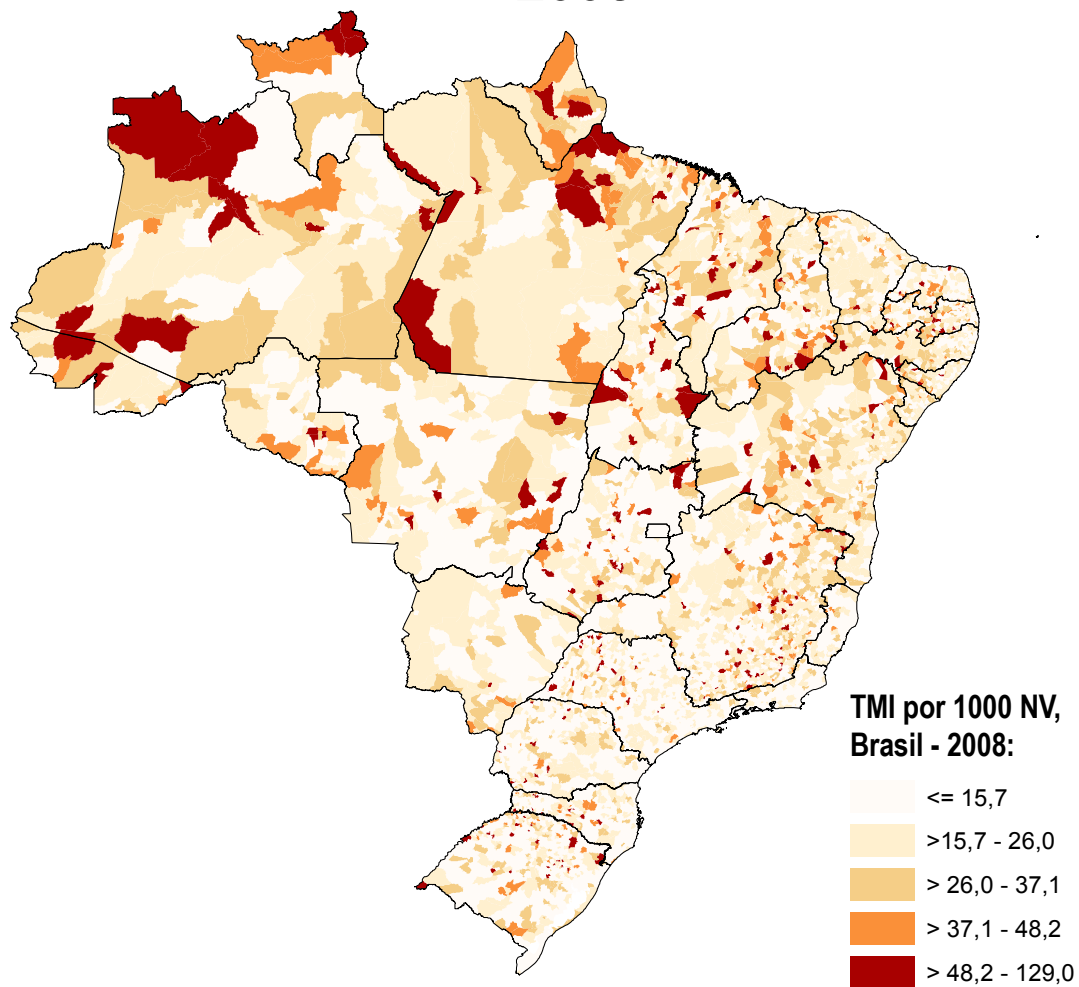 TMI por 1000 NV,
Brasil - 2008:
<= 15,7
>15,7 - 26,0
> 26,0 - 37,1
> 37,1 - 48,2
> 48,2 - 129,0